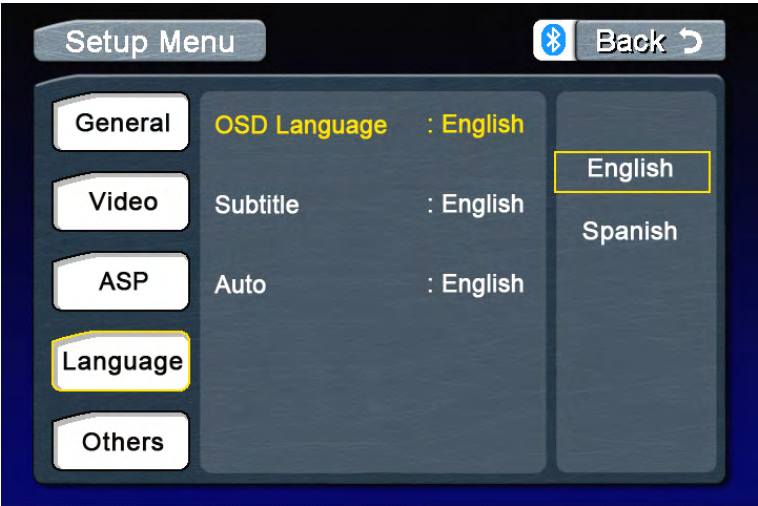 Setup Menu
Back
General
OSD Language : English
English
Video
Subtitle : English
Spanish
ASP
Auto : English
Language
Others